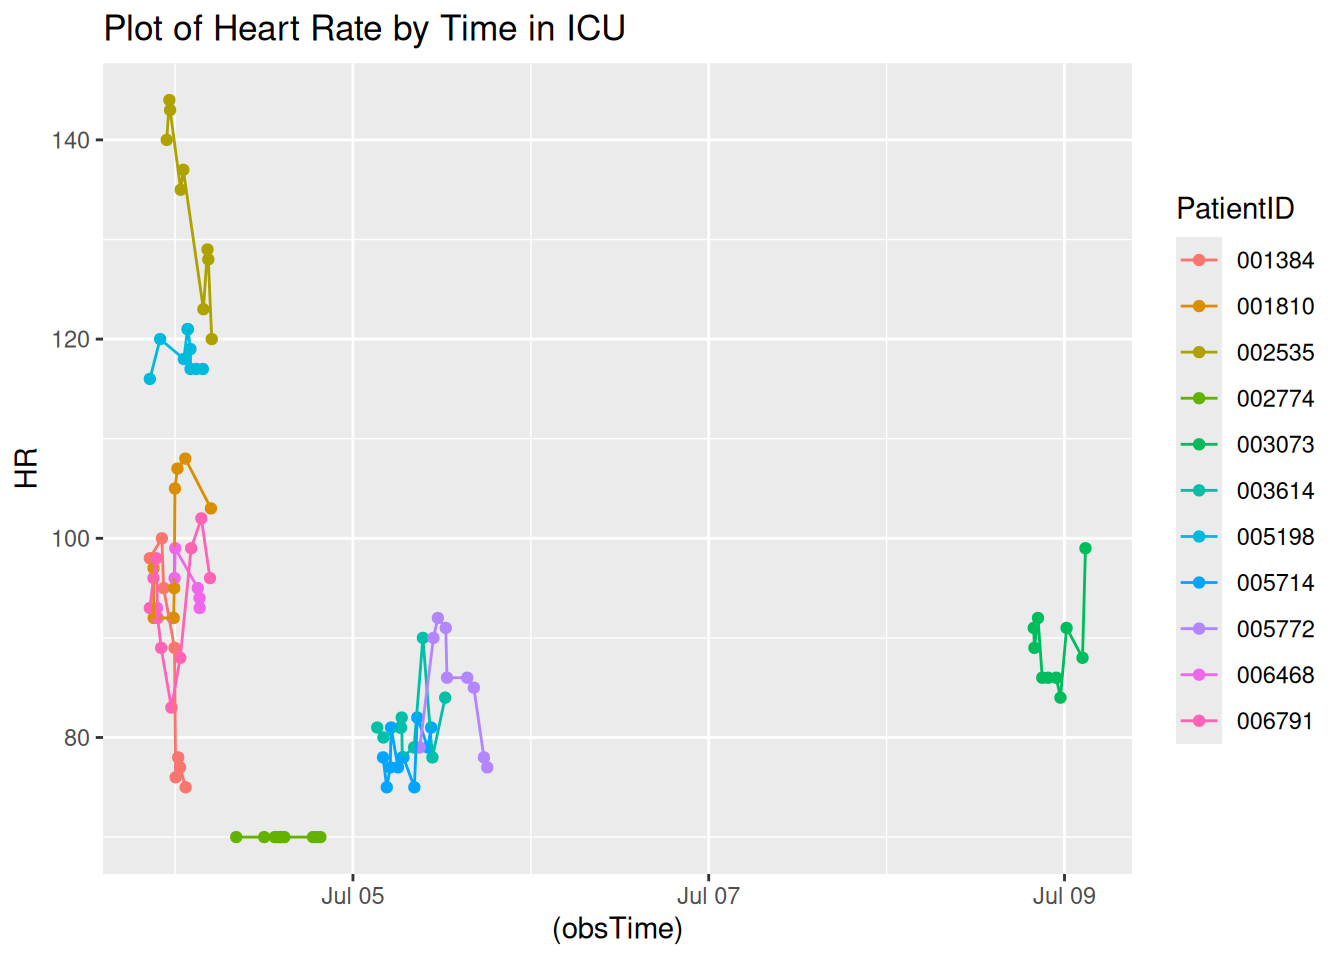 Plot of Heart Rate by Time in ICU
140
120
100
80
HR
Jul 05
Jul 07
Jul 09
(obsTime)
PatientID
001384
001810
002535
002774
003073
003614
005198
005714
005772
006468
006791